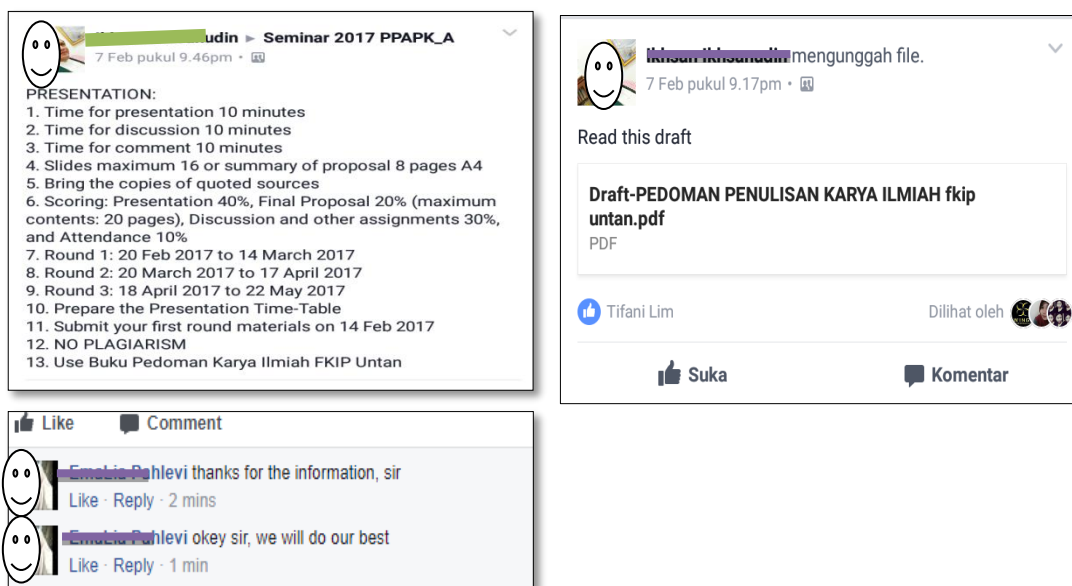 udin ▸ Seminar 2017 PPAPK_A
7 Feb pukul 9.46pm •
PRESENTATION:
1. Time for presentation 10 minutes
2. Time for discussion 10 minutes
3. Time for comment 10 minutes
4. Slides maximum 16 or summary of proposal 8 pages A4
5. Bring the copies of quoted sources
6. Scoring: Presentation 40%, Final Proposal 20% (maximum
contents: 20 pages), Discussion and other assignments 30%,
and Attendance 10%
7. Round 1: 20 Feb 2017 to 14 March 2017
8. Round 2: 20 March 2017 to 17 April 2017
9. Round 3: 18 April 2017 to 22 May 2017
10. Prepare the Presentation Time-Table
11. Submit your first round materials on 14 Feb 2017
12. NO PLAGIARISM
13. Use Buku Pedoman Karya Ilmiah FKIP Untan
Like Comment
hlevi thanks for the information, sir
Like · Reply · 2 mins
hlevi okey sir, we will do our best
Like · Reply · 1 min
mengunggah file.
7 Feb pukul 9.17pm •
Read this draft
Draft-PEDOMAN PENULISAN KARYA ILMIAH fkip
untan.pdf
PDF
Tifani Lim Dilihat oleh
Suka Komentar